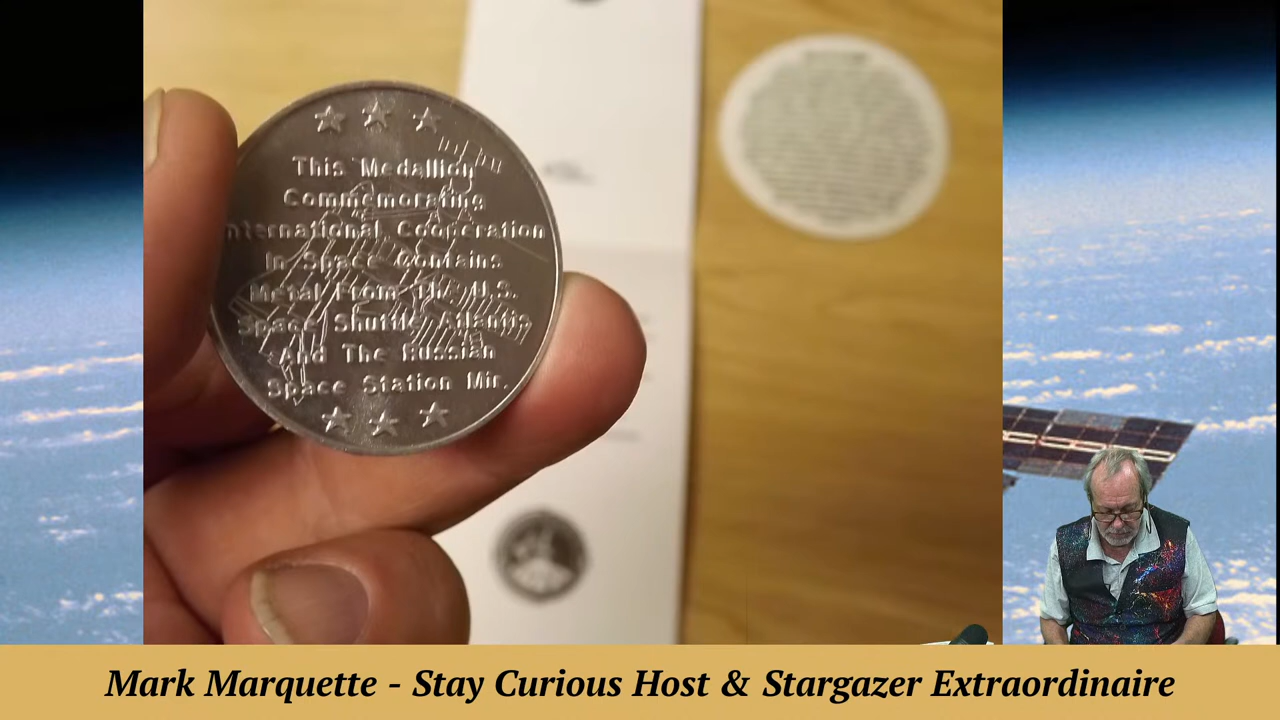 This Medallion
Commemorating
International Cooperation
In Space Contains
Metal From The U.S.
Space Shuttle Atlantis
And The Russian
Space Station Mir.
Mark Marquette - Stay Curious Host & Stargazer Extraordinaire